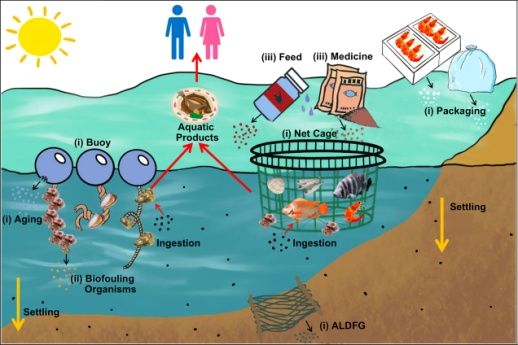 (iii) Feed
(iii) Medicine
(i) Packaging
Aquatic
Products
(i) Buoy
(i) Net Cage
(i) Aging
Ingestion
Ingestion
Settling
(ii) Biofouling
Organisms
Settling
(i) ALDFG